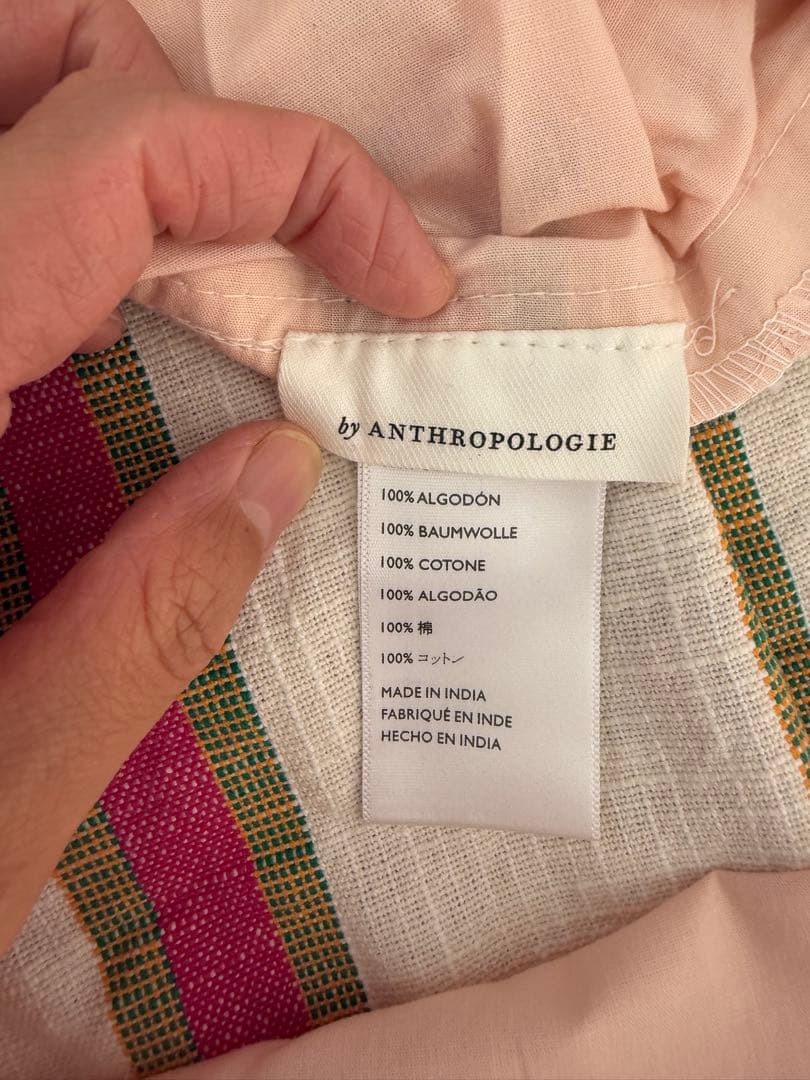 by ANTHROPOLOGIE
100% ALGODÓN
100% BAUMWOLLE
100% COTONE
100% ALGODÃO
100% 棉
100% コットン
MADE IN INDIA
FABRIQUÉ EN INDE
HECHO EN INDIA